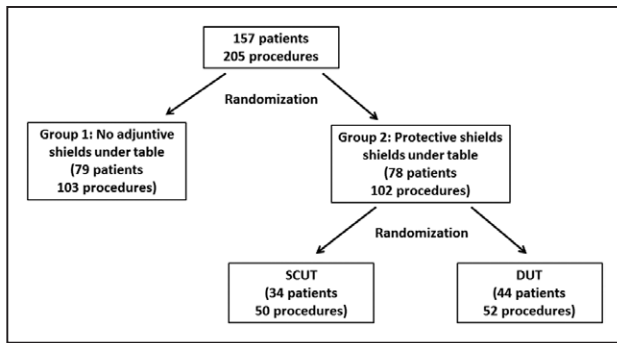 157 patients
205 procedures
Randomization
Group 1: No adjuntive
shields under table
(79 patients
103 procedures)
Group 2: Protective shields
shields under table
(78 patients
102 procedures)
Randomization
SCUT
(34 patients
50 procedures)
DUT
(44 patients
52 procedures)